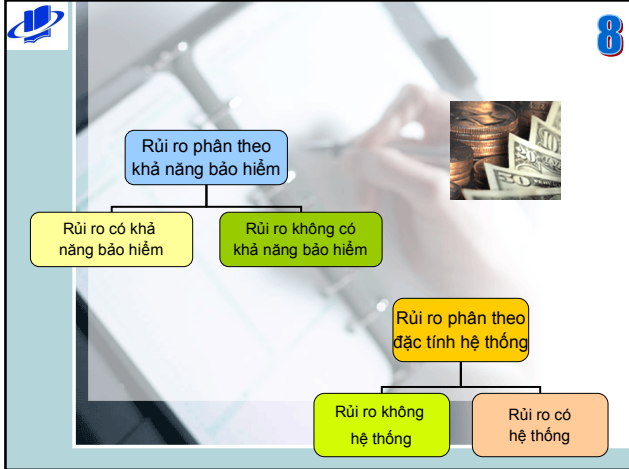 8
Rủi ro phân theo
khả năng bảo hiểm
Rủi ro có khả
năng bảo hiểm
Rủi ro không có
khả năng bảo hiểm
Rủi ro phân theo
đặc tính hệ thống
Rủi ro không
hệ thống
Rủi ro có
hệ thống